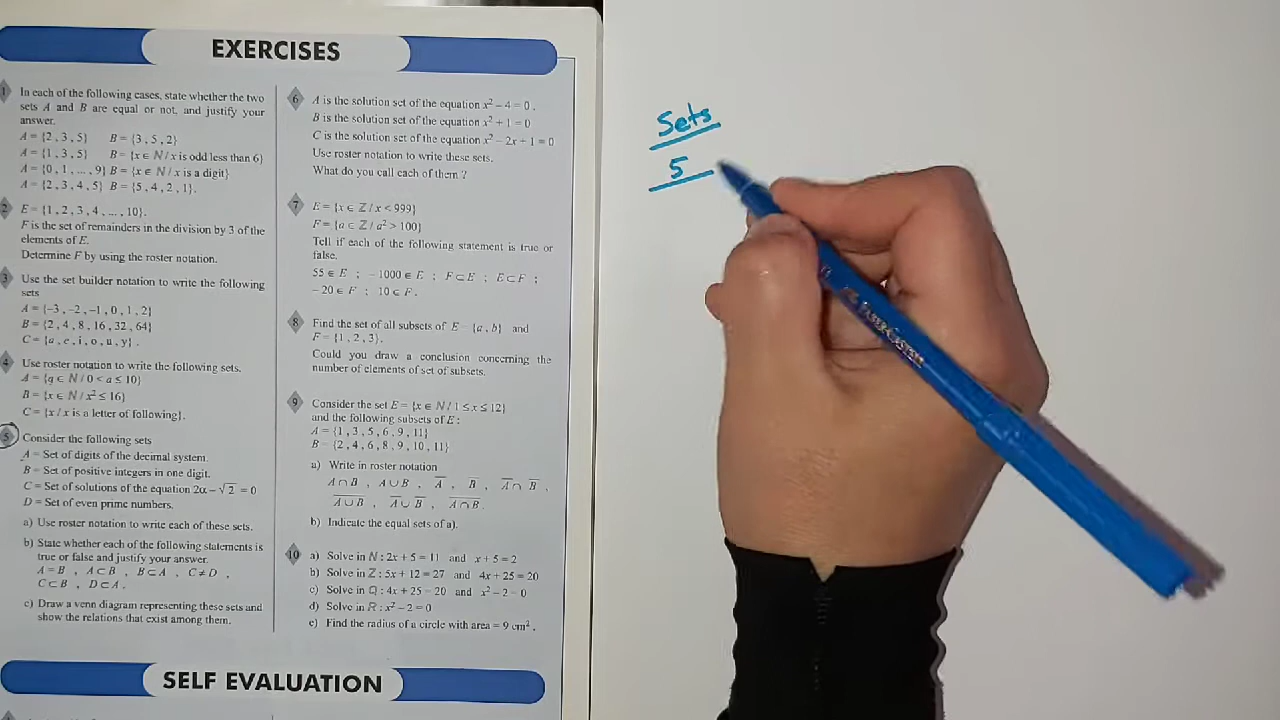 EXERCISES
1 In each of the following cases, state whether the two
sets A and B are equal or not, and justify your
answer.
A = {2 , 3 , 5} B = {3 , 5 , 2}
A = {1 , 3 , 5} B = {x ∈ N / x is odd less than 6}
A = {0, 1, ... , 9} B = {x ∈ N / x is a digit}
A = {2 , 3 , 4 , 5} B = {5 , 4 , 2 , 1}.
2 E = {1 , 2 , 3 , 4 , ... , 10}.
F is the set of remainders in the division by 3 of the
elements of E.
Determine F by using the roster notation.
3 Use the set builder notation to write the following
sets
A = {-3 , -2 , -1 , 0 , 1 , 2}
B = {2 , 4 , 8 , 16 , 32 , 64}
C = {a , e , i , o , u , y} .
4 Use roster notation to write the following sets.
A = {q ∈ N / 0 < a ≤ 10}
B = {x ∈ N / x² ≤ 16}
C = {x / x is a letter of following}.
5 Consider the following sets
A = Set of digits of the decimal system.
B = Set of positive integers in one digit.
C = Set of solutions of the equation 2α – √2 = 0
D = Set of even prime numbers.
a) Use roster notation to write each of these sets.
b) State whether each of the following statements is
true or false and justify your answer.
A = B , A ⊂ B , B ⊂ A , C ≠ D ,
C ⊂ B , D ⊂ A .
c) Draw a venn diagram representing these sets and
show the relations that exist among them.
6 A is the solution set of the equation x² – 4 = 0 .
B is the solution set of the equation x² + 1 = 0
C is the solution set of the equation x² – 2x + 1 = 0
Use roster notation to write these sets.
What do you call each of them ?
7 E = {x ∈ Z / x < 999}
F = {a ∈ Z / a² > 100}
Tell if each of the following statement is true or
false.
55 ∈ E ; – 1000 ∈ E ; F ⊂ E ; E ⊂ F ;
– 20 ∈ F ; 10 ⊂ F .
8 Find the set of all subsets of E = {a , b} and
F = {1 , 2 , 3} .
Could you draw a conclusion concerning the
number of elements of set of subsets.
9 Consider the set E = {x ∈ N / 1 ≤ x ≤ 12}
and the following subsets of E :
A = {1 , 3 , 5 , 6 , 9 , 11}
B = {2 , 4 , 6 , 8 , 9 , 10 , 11}
a) Write in roster notation
A ∩ B , A ∪ B , A̅ , B , A̅ ∩ B̅ ,
A̅ ∪̅ B̅ , A̅ ∪ B̅ , A̅ ∩̅ B̅ .
b) Indicate the equal sets of a).
10 a) Solve in N : 2x + 5 = 11 and x + 5 = 2
b) Solve in Z : 5x + 12 = 27 and 4x + 25 = 20
c) Solve in Q : 4x + 25 = 20 and x² – 2 = 0
d) Solve in R : x² – 2 = 0
e) Find the radius of a circle with area = 9 cm² .
SELF EVALUATION
Sets
5
FABER-CASTELL